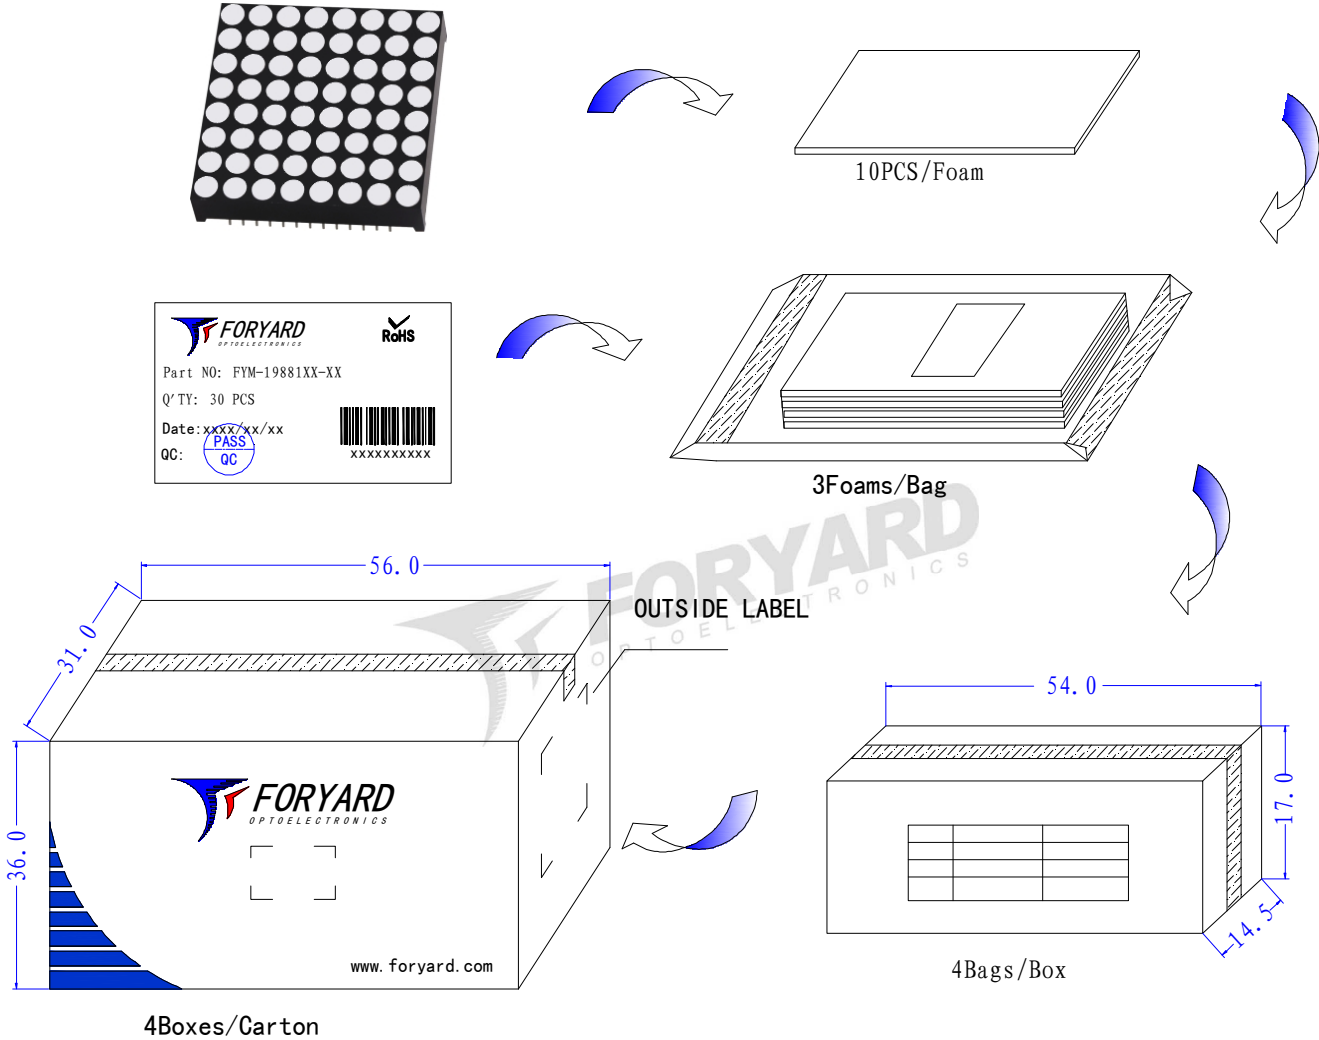 10PCS/Foam
FORYARD
OPTOELECTRONICS
RoHS
Part NO: FYM-19881XX-XX
Q'TY: 30 PCS
Date:xxxx/xx/xx
PASS
QC:
QC
xxxxxxxxxx
3Foams/Bag
FORYARD
OPTOELECTRONICS
56.0
31.0
OUTSIDE LABEL
54.0
17.0
14.5
36.0
FORYARD
OPTOELECTRONICS
www.foryard.com
4Bags/Box
4Boxes/Carton